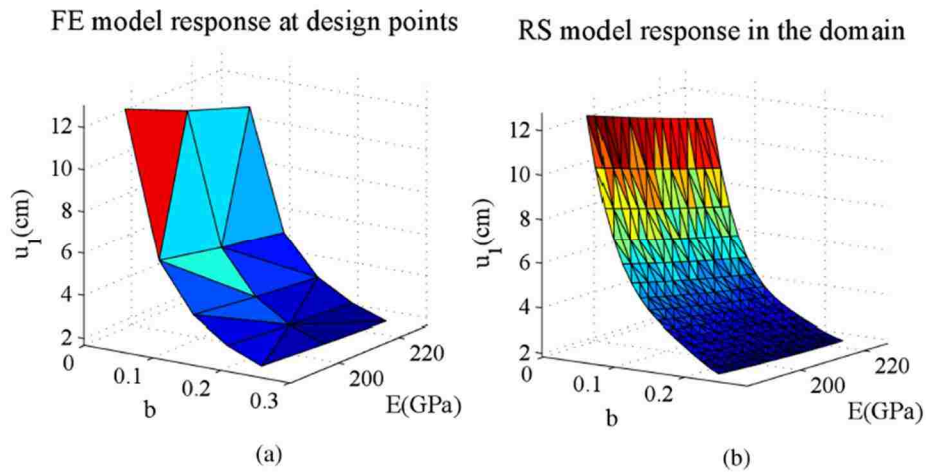 FE model response at design points
RS model response in the domain
12
10
8
6
4
2
u1(cm)
0
0.1
0.2
0.3
b
200
220
E(GPa)
(a)
12
10
8
6
4
2
u1(cm)
0
0.1
0.2
b
200
220
E(GPa)
(b)